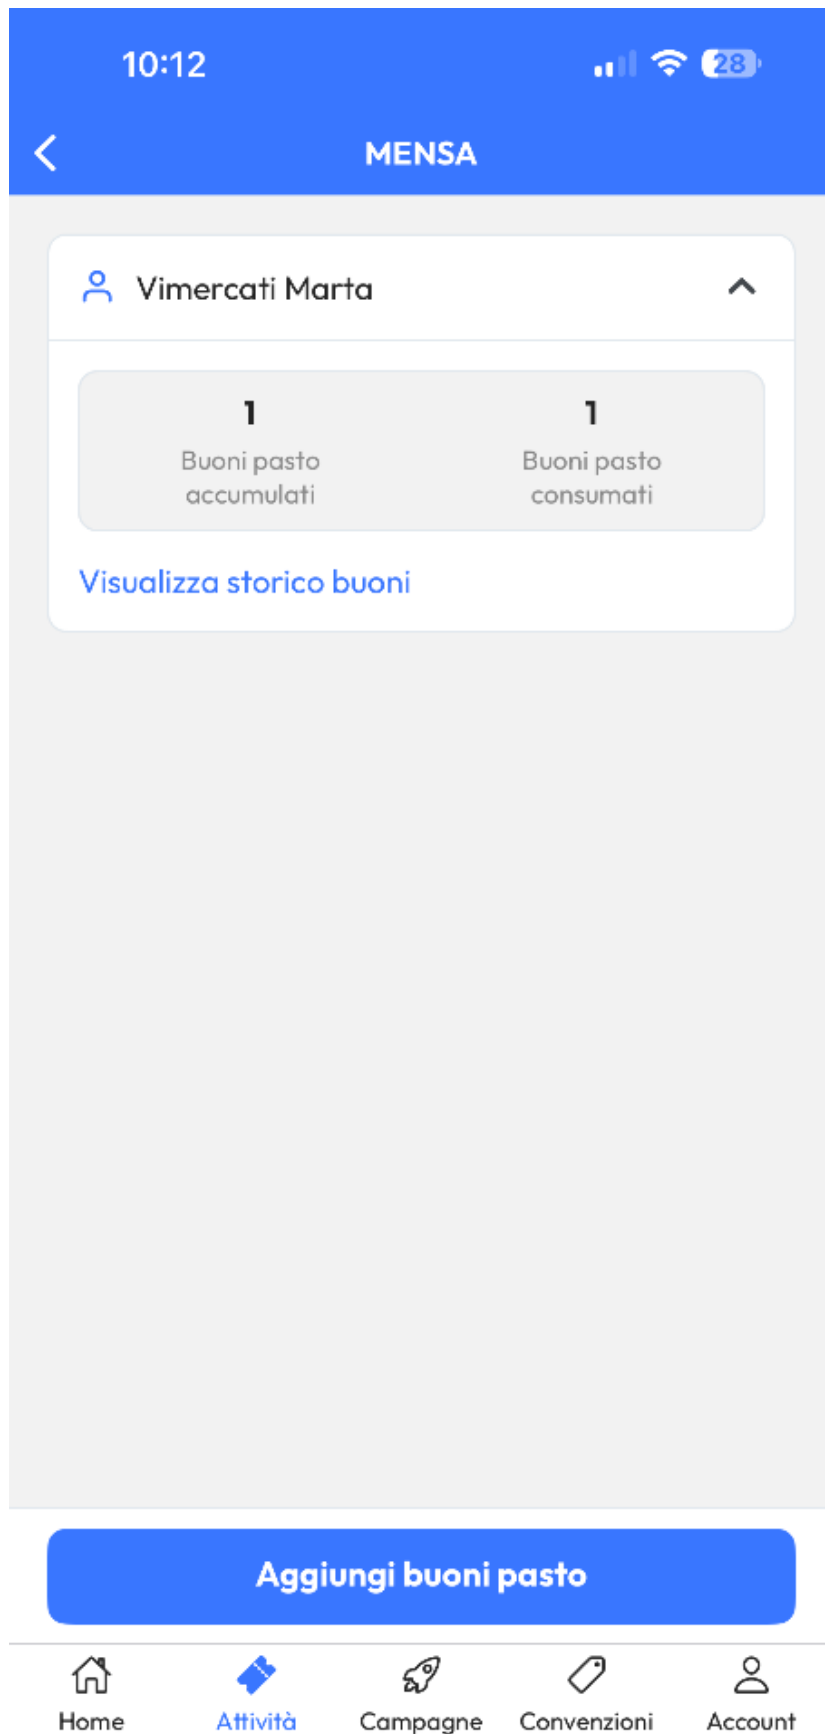 10:12
28
MENSA
Vimercati Marta
1
Buoni pasto
accumulati
1
Buoni pasto
consumati
Visualizza storico buoni
Aggiungi buoni pasto
Home
Attività
Campagne
Convenzioni
Account